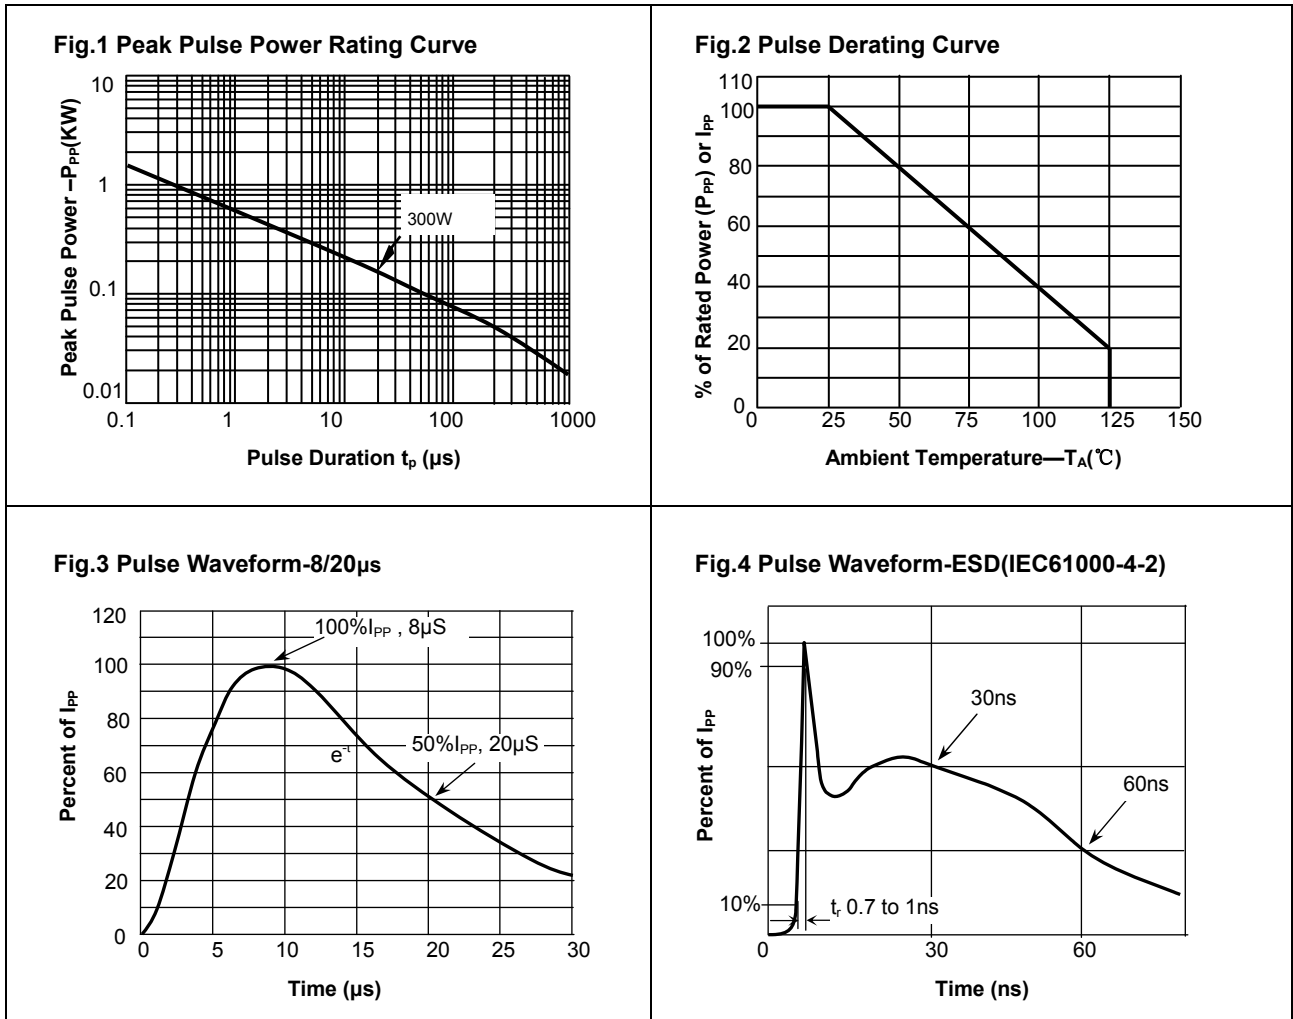 Fig.1 Peak Pulse Power Rating Curve
Peak Pulse Power –PPP(KW)
10
1
0.1
0.01
300W
0.1 1 10 100 1000
Pulse Duration tp (µs)
Fig.2 Pulse Derating Curve
% of Rated Power (PPP) or IPP
110
100
80
60
40
20
0
25 50 75 100 125 150
Ambient Temperature—TA(℃)
Fig.3 Pulse Waveform-8/20µs
Percent of IPP
120
100
80
60
40
20
0
100%IPP , 8µS
e-t
50%IPP, 20µS
0 5 10 15 20 25 30
Time (µs)
Fig.4 Pulse Waveform-ESD(IEC61000-4-2)
Percent of IPP
100%
90%
10%
30ns
60ns
tr 0.7 to 1ns
0 30 60
Time (ns)